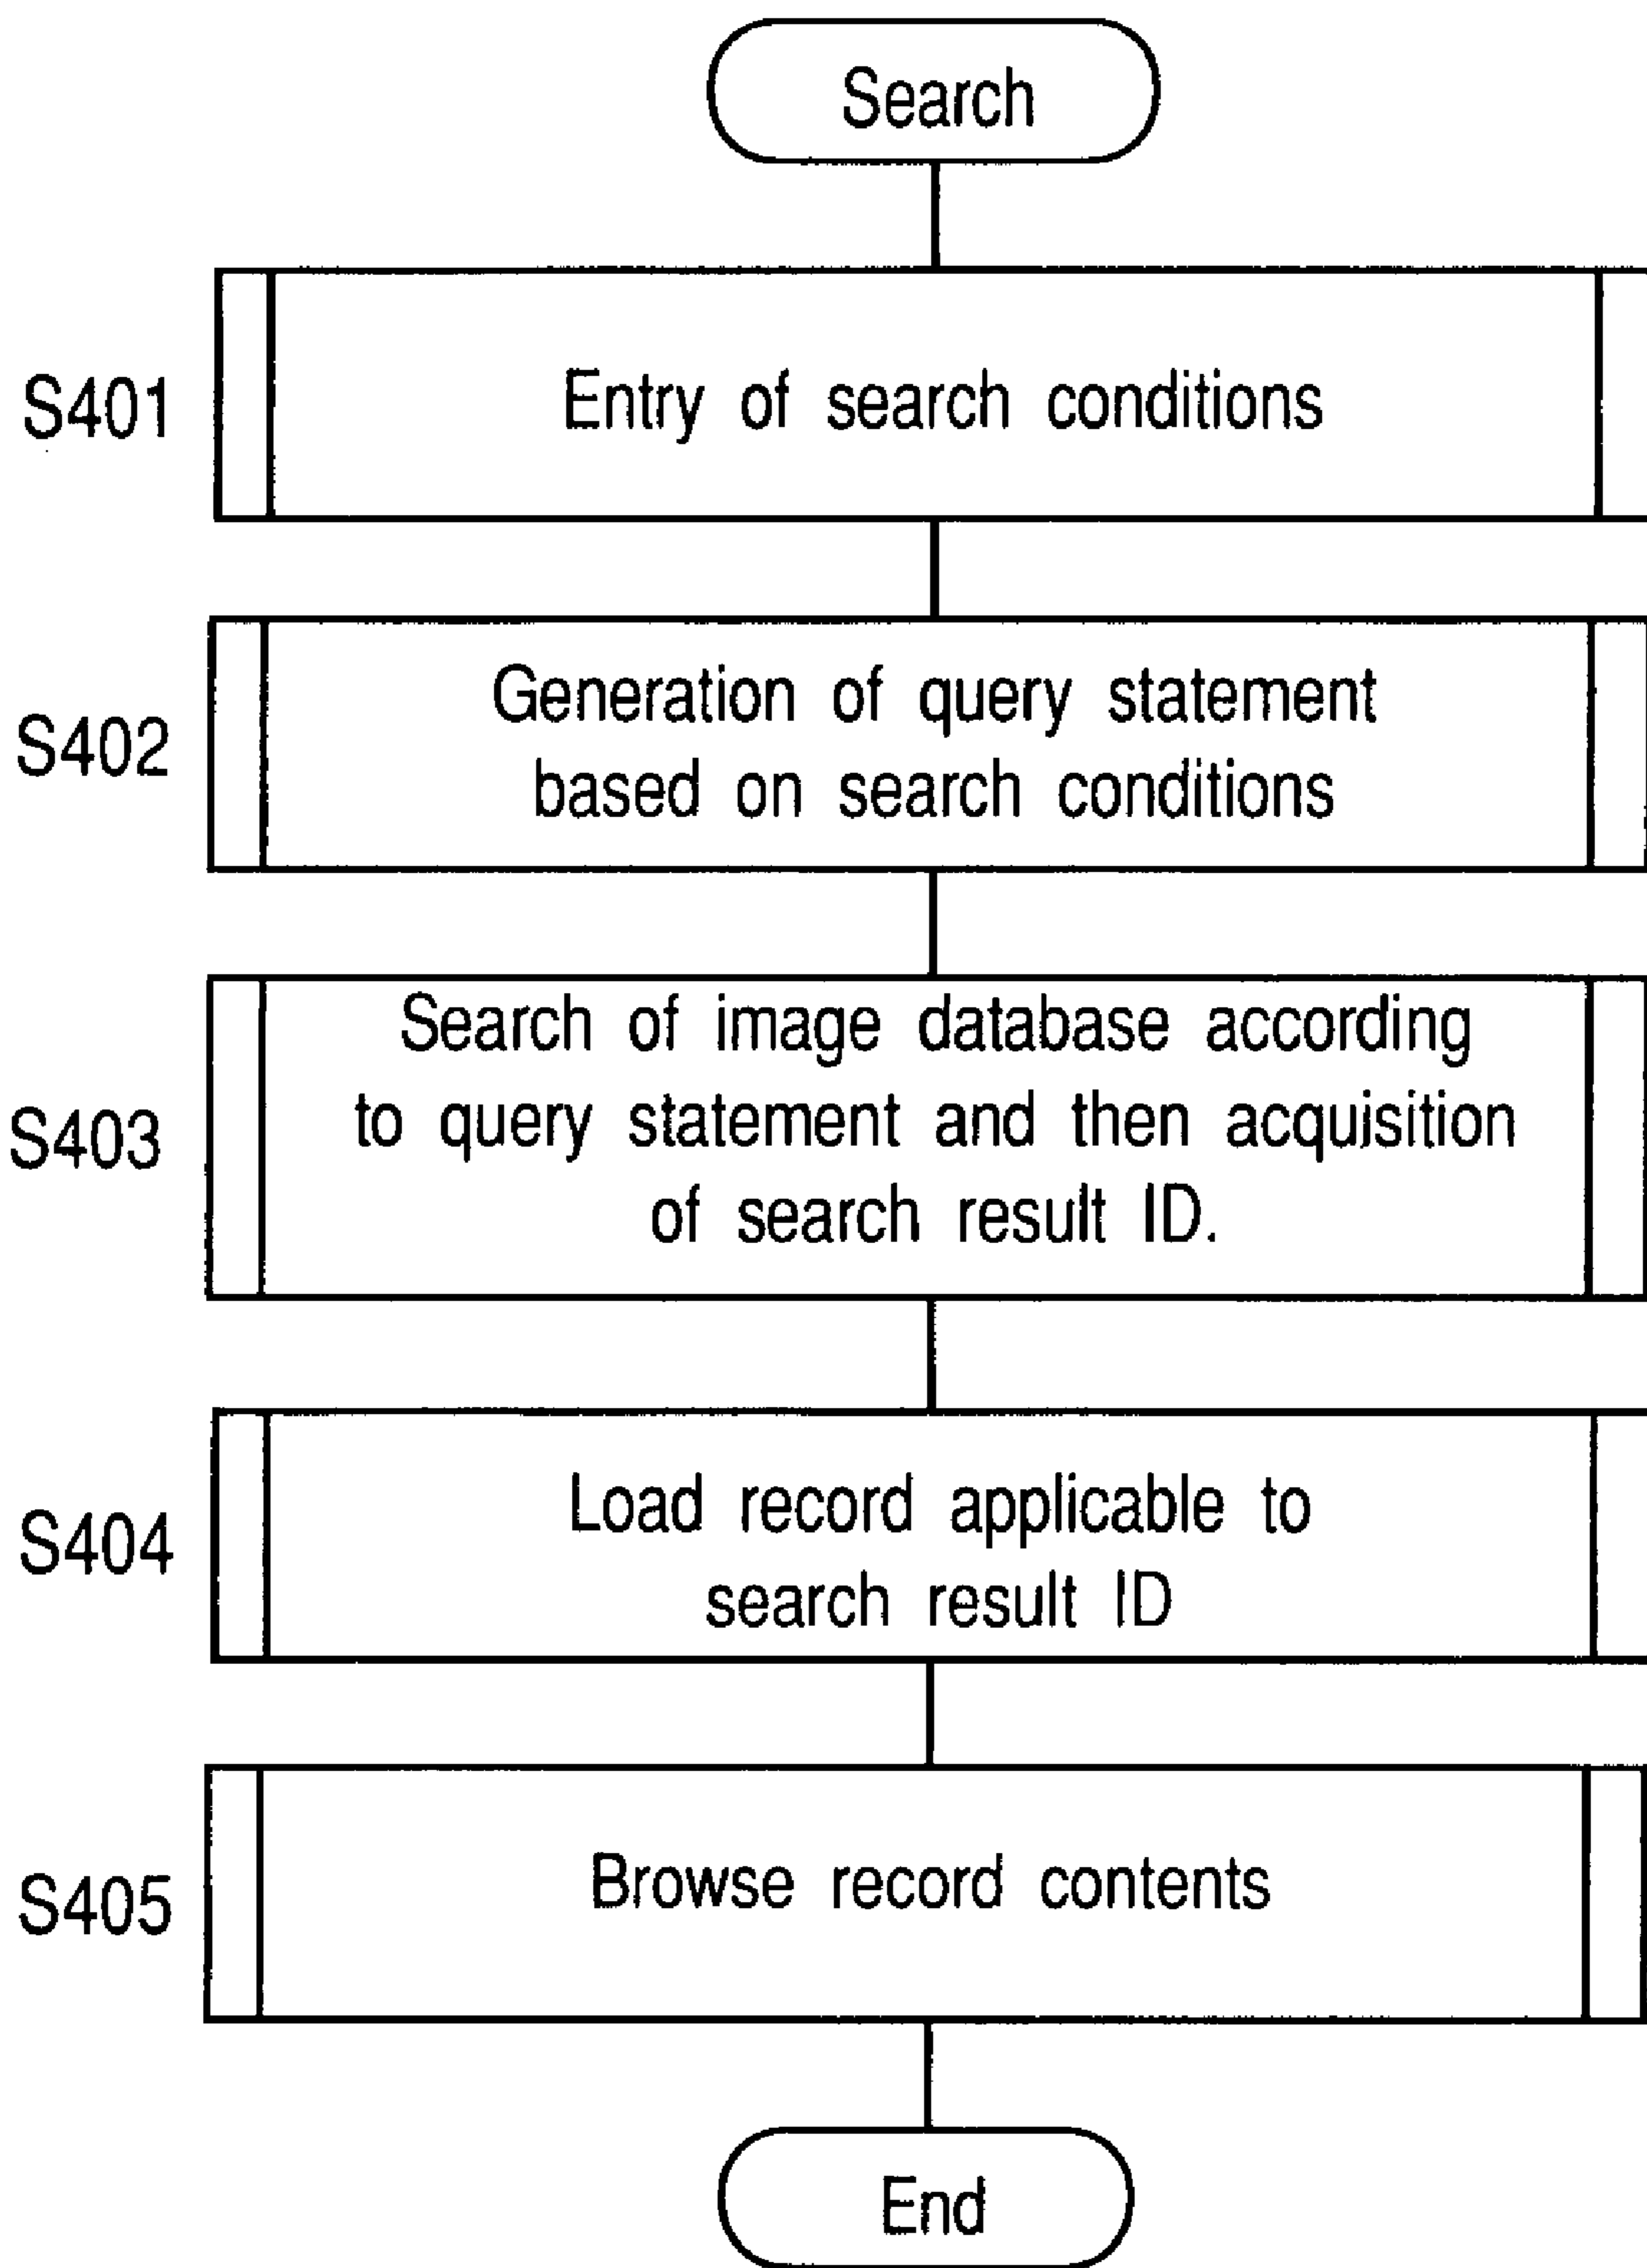 Search
S401
Entry of search conditions
S402
Generation of query statement
based on search conditions
S403
Search of image database according
to query statement and then acquisition
of search result ID.
S404
Load record applicable to
search result ID
S405
Browse record contents
End